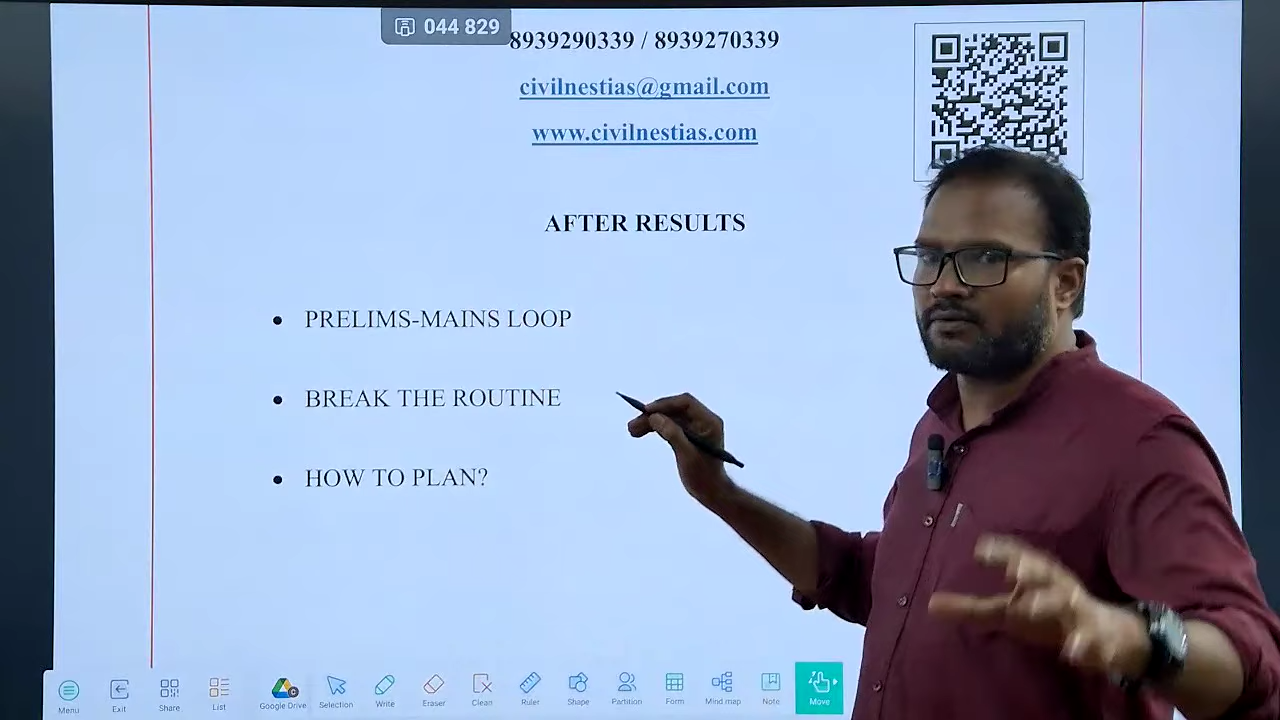 044 829
8939290339 / 8939270339
civilnestias@gmail.com
www.civilnestias.com
AFTER RESULTS
• PRELIMS-MAINS LOOP
• BREAK THE ROUTINE
• HOW TO PLAN?
Menu Exit Share List Google Drive Selection Write Eraser Clean Ruler Shape Partition Form Mind map Note Move